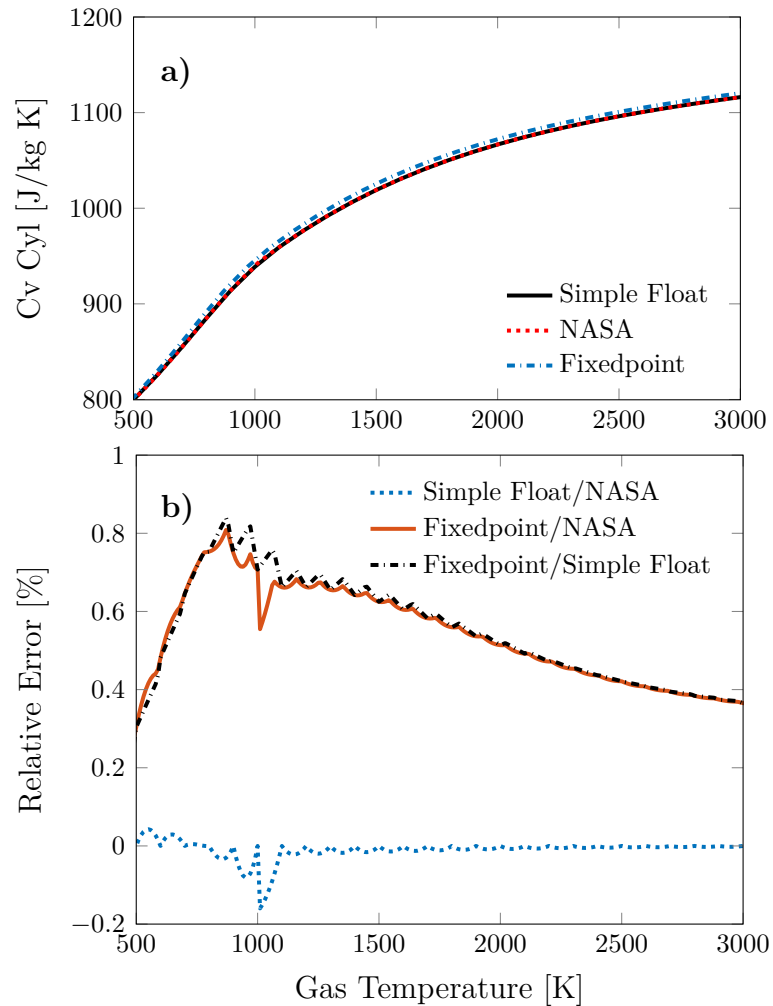 1200
1100
1000
900
800
Cv Cyl [J/kg K]
a)
Simple Float
NASA
Fixedpoint
500
1000
1500
2000
2500
3000
1
0.8
0.6
0.4
0.2
0
−0.2
Relative Error [%]
b)
Simple Float/NASA
Fixedpoint/NASA
Fixedpoint/Simple Float
500
1000
1500
2000
2500
3000
Gas Temperature [K]